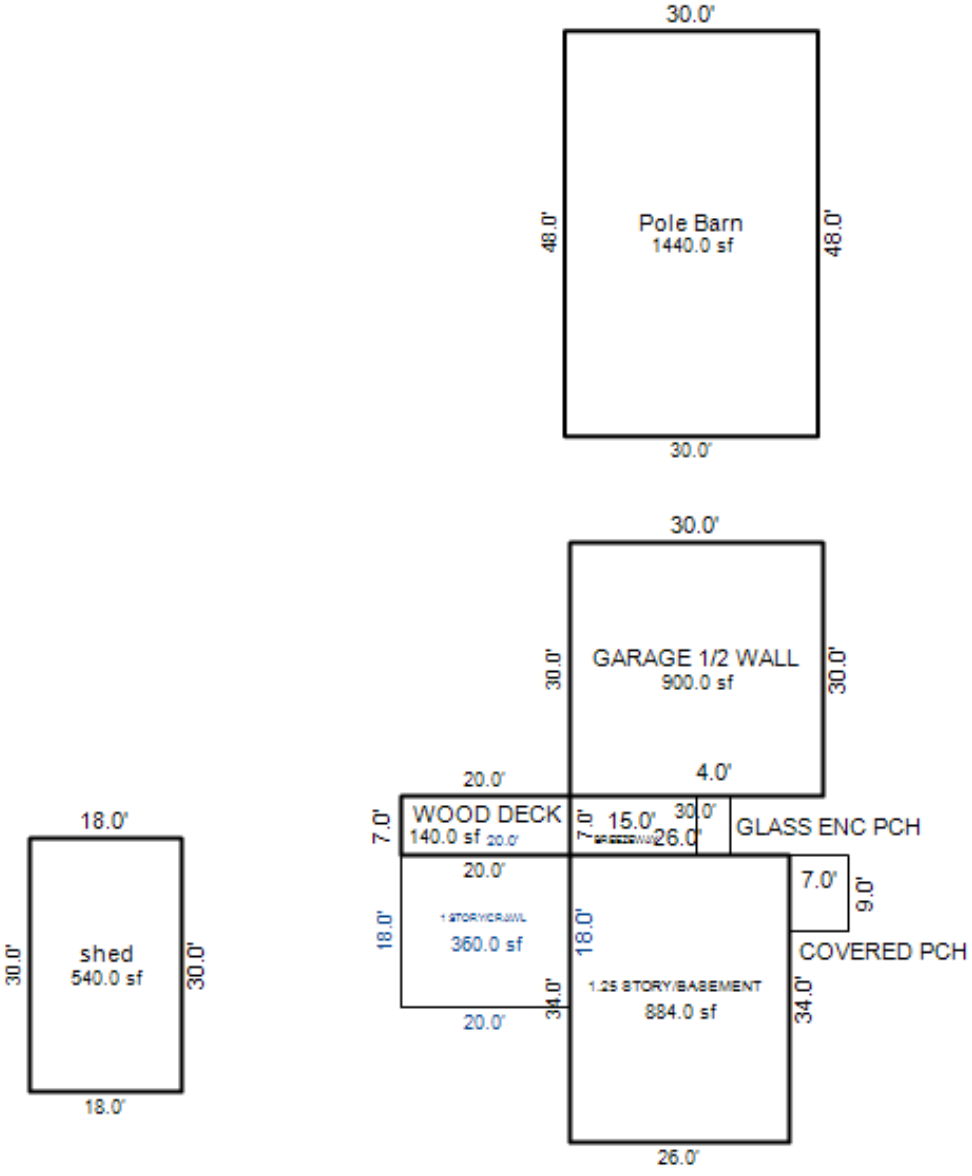 30.0'
48.0'
Pole Barn
1440.0 sf
48.0'
30.0'
30.0'
30.0'
GARAGE 1/2 WALL
900.0 sf
30.0'
4.0'
20.0'
7.0'
WOOD DECK
140.0 sf 20.0'
7.0'
15.0'
30.0'
26.0'
GLASS ENC PCH
20.0'
18.0'
1 STORY/CRAWL
360.0 sf
18.0'
20.0'
7.0'
9.0'
COVERED PCH
34.0'
1.25 STORY/BASEMENT
884.0 sf
34.0'
26.0'
18.0'
30.0'
shed
540.0 sf
30.0'
18.0'